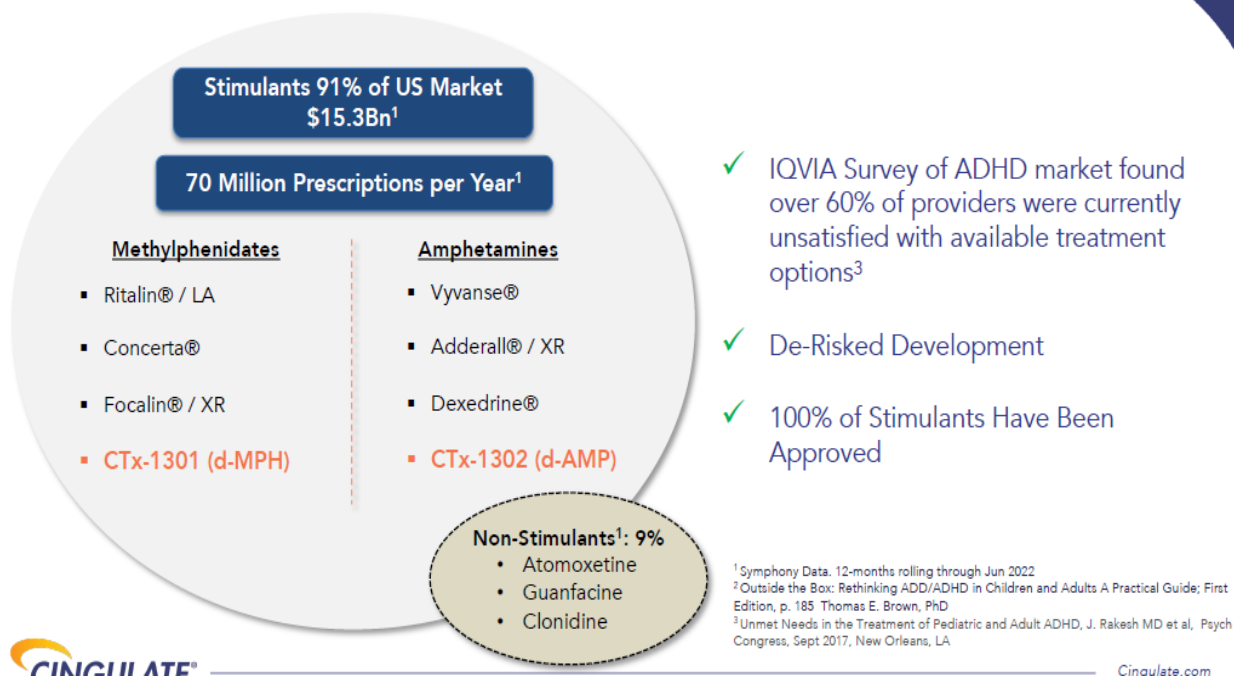 Stimulants 91% of US Market
$15.3Bn¹
70 Million Prescriptions per Year¹
Methylphenidates
▪ Ritalin® / LA
▪ Concerta®
▪ Focalin® / XR
▪ CTx-1301 (d-MPH)
Amphetamines
▪ Vyvanse®
▪ Adderall® / XR
▪ Dexedrine®
▪ CTx-1302 (d-AMP)
Non-Stimulants¹: 9%
• Atomoxetine
• Guanfacine
• Clonidine
✓ IQVIA Survey of ADHD market found
over 60% of providers were currently
unsatisfied with available treatment
options³
✓ De-Risked Development
✓ 100% of Stimulants Have Been
Approved
¹ Symphony Data. 12-months rolling through Jun 2022
² Outside the Box: Rethinking ADD/ADHD in Children and Adults A Practical Guide; First
Edition, p. 185 Thomas E. Brown, PhD
³ Unmet Needs in the Treatment of Pediatric and Adult ADHD, J. Rakesh MD et al, Psych
Congress, Sept 2017, New Orleans, LA
CINGULATE®
Cingulate.com